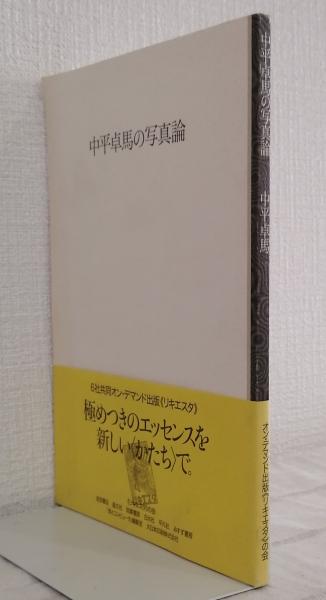 中平卓馬の写真論
6社共同オン・デマンド出版《リキエスタ》
極めつきのエッセンスを
新しい〈かたち〉で。
中平卓馬の写真論 中平卓馬
オンデマンド出版・リキエスタの会